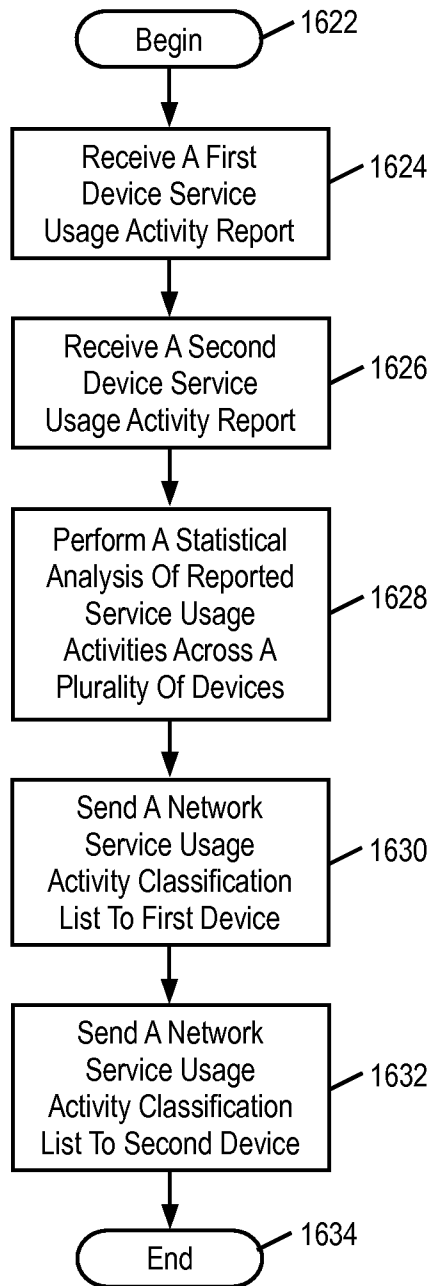 Begin
1622
Receive A First
Device Service
Usage Activity Report
1624
Receive A Second
Device Service
Usage Activity Report
1626
Perform A Statistical
Analysis Of Reported
Service Usage
Activities Across A
Plurality Of Devices
1628
Send A Network
Service Usage
Activity Classification
List To First Device
1630
Send A Network
Service Usage
Activity Classification
List To Second Device
1632
End
1634